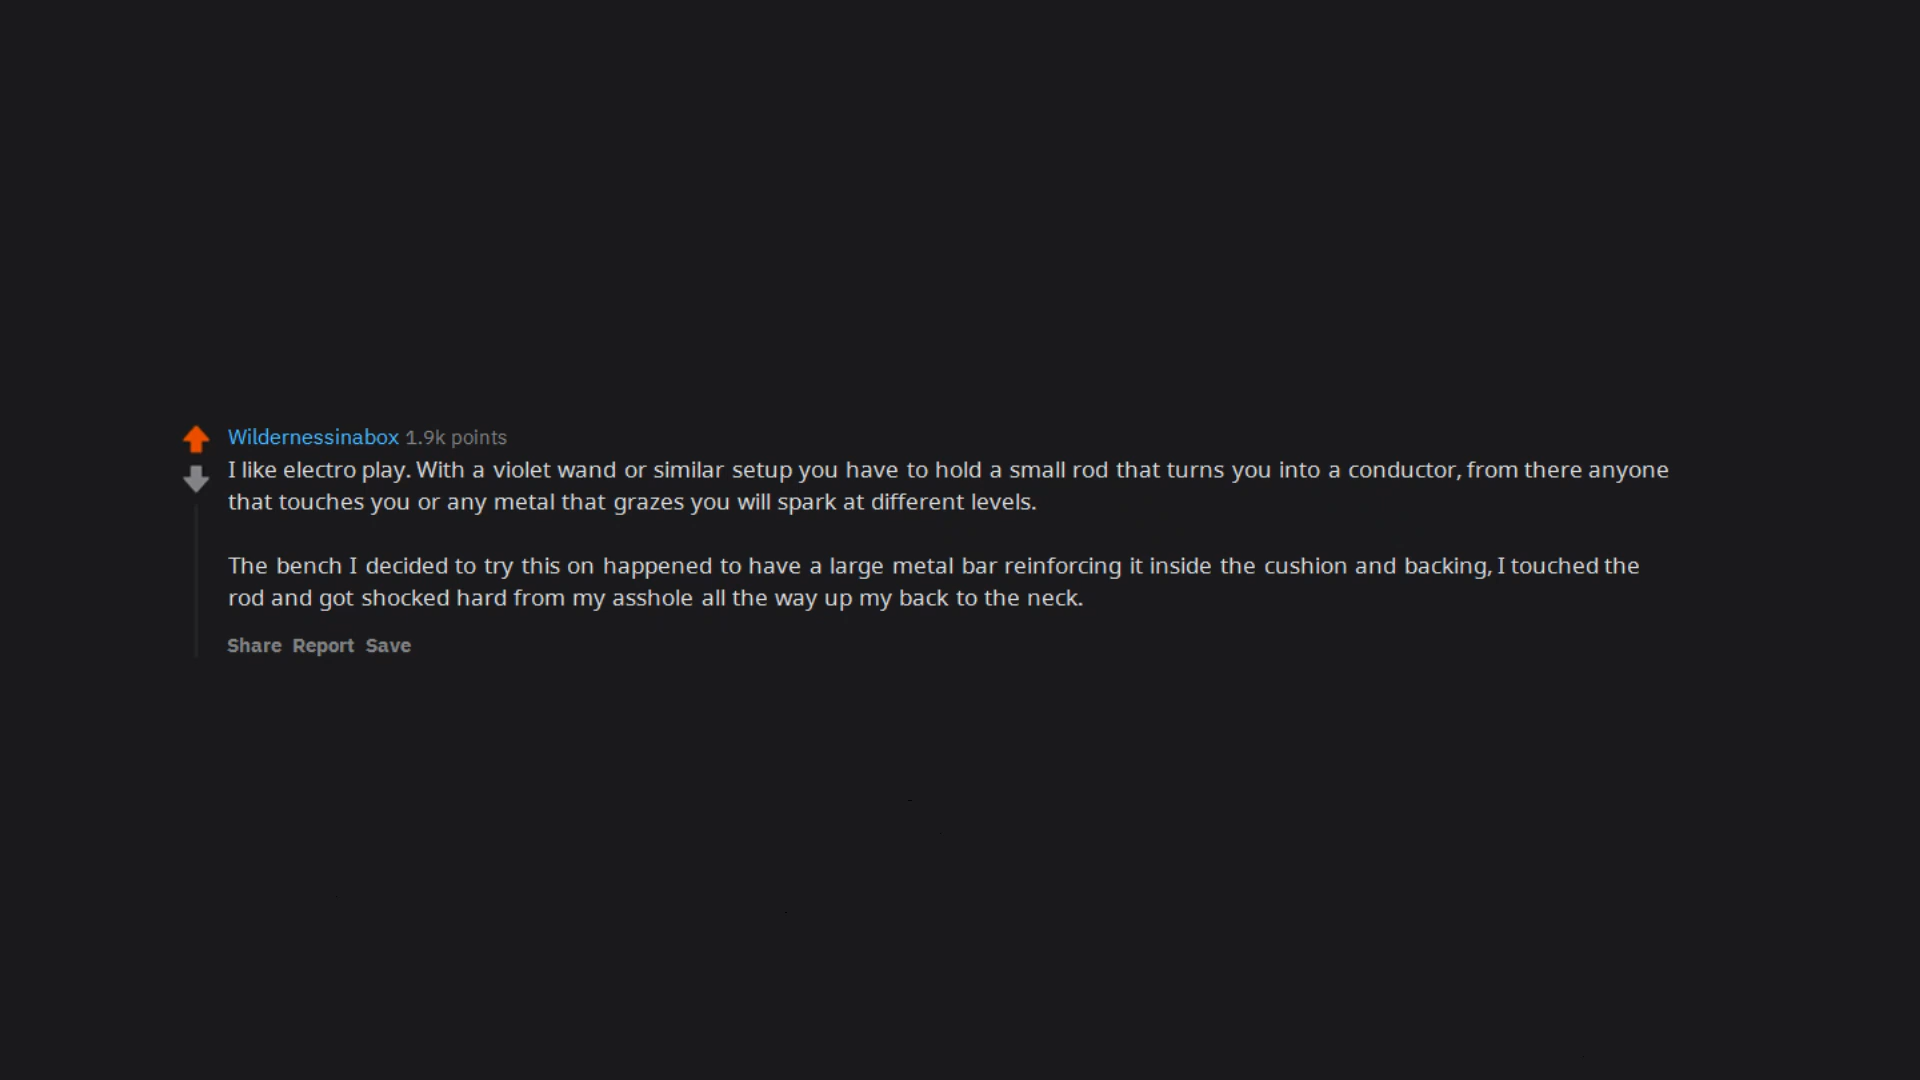 Wildernessinabox 1.9k points
I like electro play. With a violet wand or similar setup you have to hold a small rod that turns you into a conductor, from there anyone
that touches you or any metal that grazes you will spark at different levels.
The bench I decided to try this on happened to have a large metal bar reinforcing it inside the cushion and backing, I touched the
rod and got shocked hard from my asshole all the way up my back to the neck.
Share Report Save